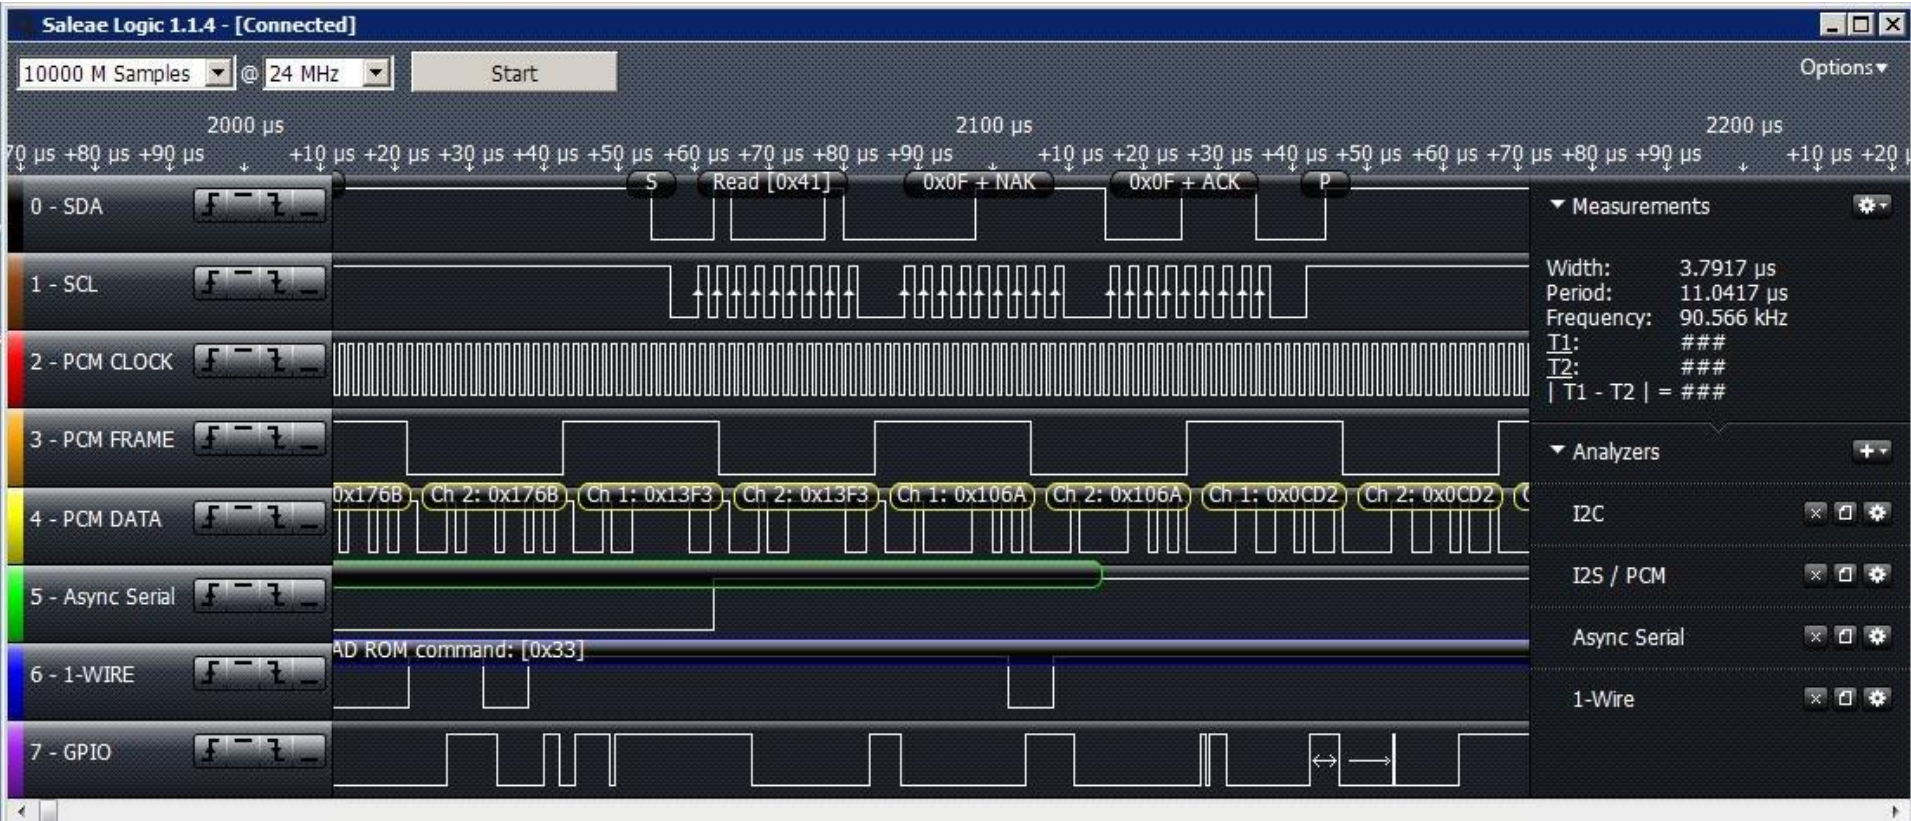 Saleae Logic 1.1.4 - [Connected]
10000 M Samples @ 24 MHz Start Options
2000 µs 2100 µs 2200 µs
70 µs +80 µs +90 µs +10 µs +20 µs +30 µs +40 µs +50 µs +60 µs +70 µs +80 µs +90 µs +10 µs +20 µs +30 µs +40 µs +50 µs +60 µs +70 µs +80 µs +90 µs +10 µs +20 µ
0 - SDA S Read [0x41] 0x0F + NAK 0x0F + ACK P
1 - SCL
2 - PCM CLOCK
3 - PCM FRAME
4 - PCM DATA 0x176B Ch 2: 0x176B Ch 1: 0x13F3 Ch 2: 0x13F3 Ch 1: 0x106A Ch 2: 0x106A Ch 1: 0x0CD2 Ch 2: 0x0CD2 C
5 - Async Serial
6 - 1-WIRE AD ROM command: [0x33]
7 - GPIO
Measurements
Width: 3.7917 µs
Period: 11.0417 µs
Frequency: 90.566 kHz
T1: ###
T2: ###
| T1 - T2 | = ###
Analyzers
I2C
I2S / PCM
Async Serial
1-Wire